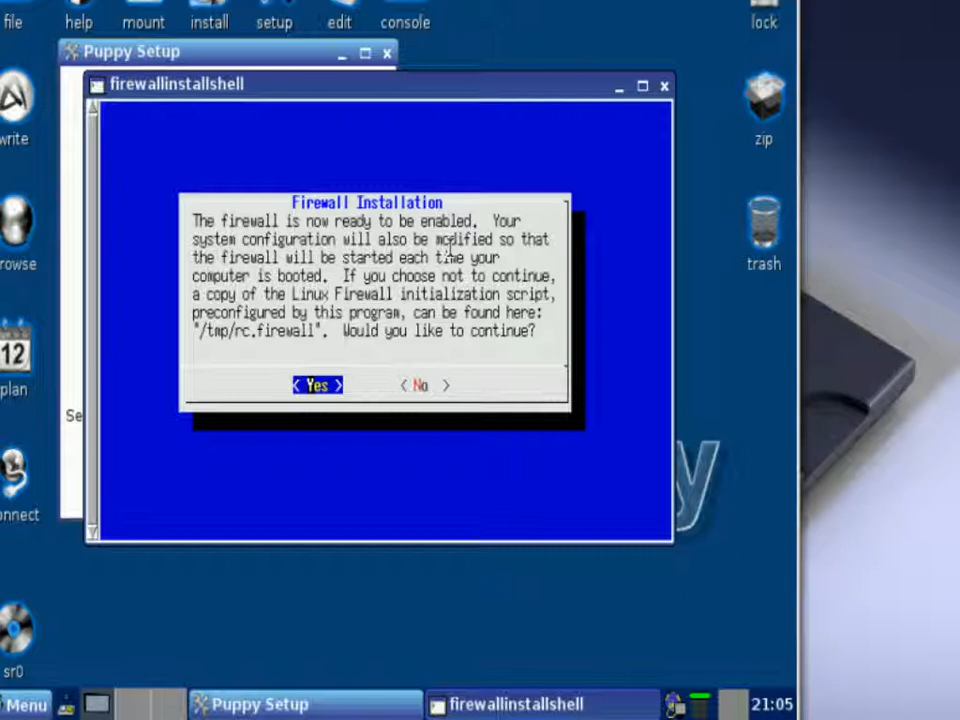 file
help
mount
install
setup
edit
console
lock
Puppy Setup
firewallinstallshell
write
zip
Firewall Installation
The firewall is now ready to be enabled. Your
system configuration will also be modified so that
the firewall will be started each time your
computer is booted. If you choose not to continue,
a copy of the Linux Firewall initialization script,
preconfigured by this program, can be found here:
"/tmp/rc.firewall". Would you like to continue?
< Yes >
< No >
rowse
trash
12
plan
Se
onnect
y
sr0
Menu
Puppy Setup
firewallinstallshell
21:05